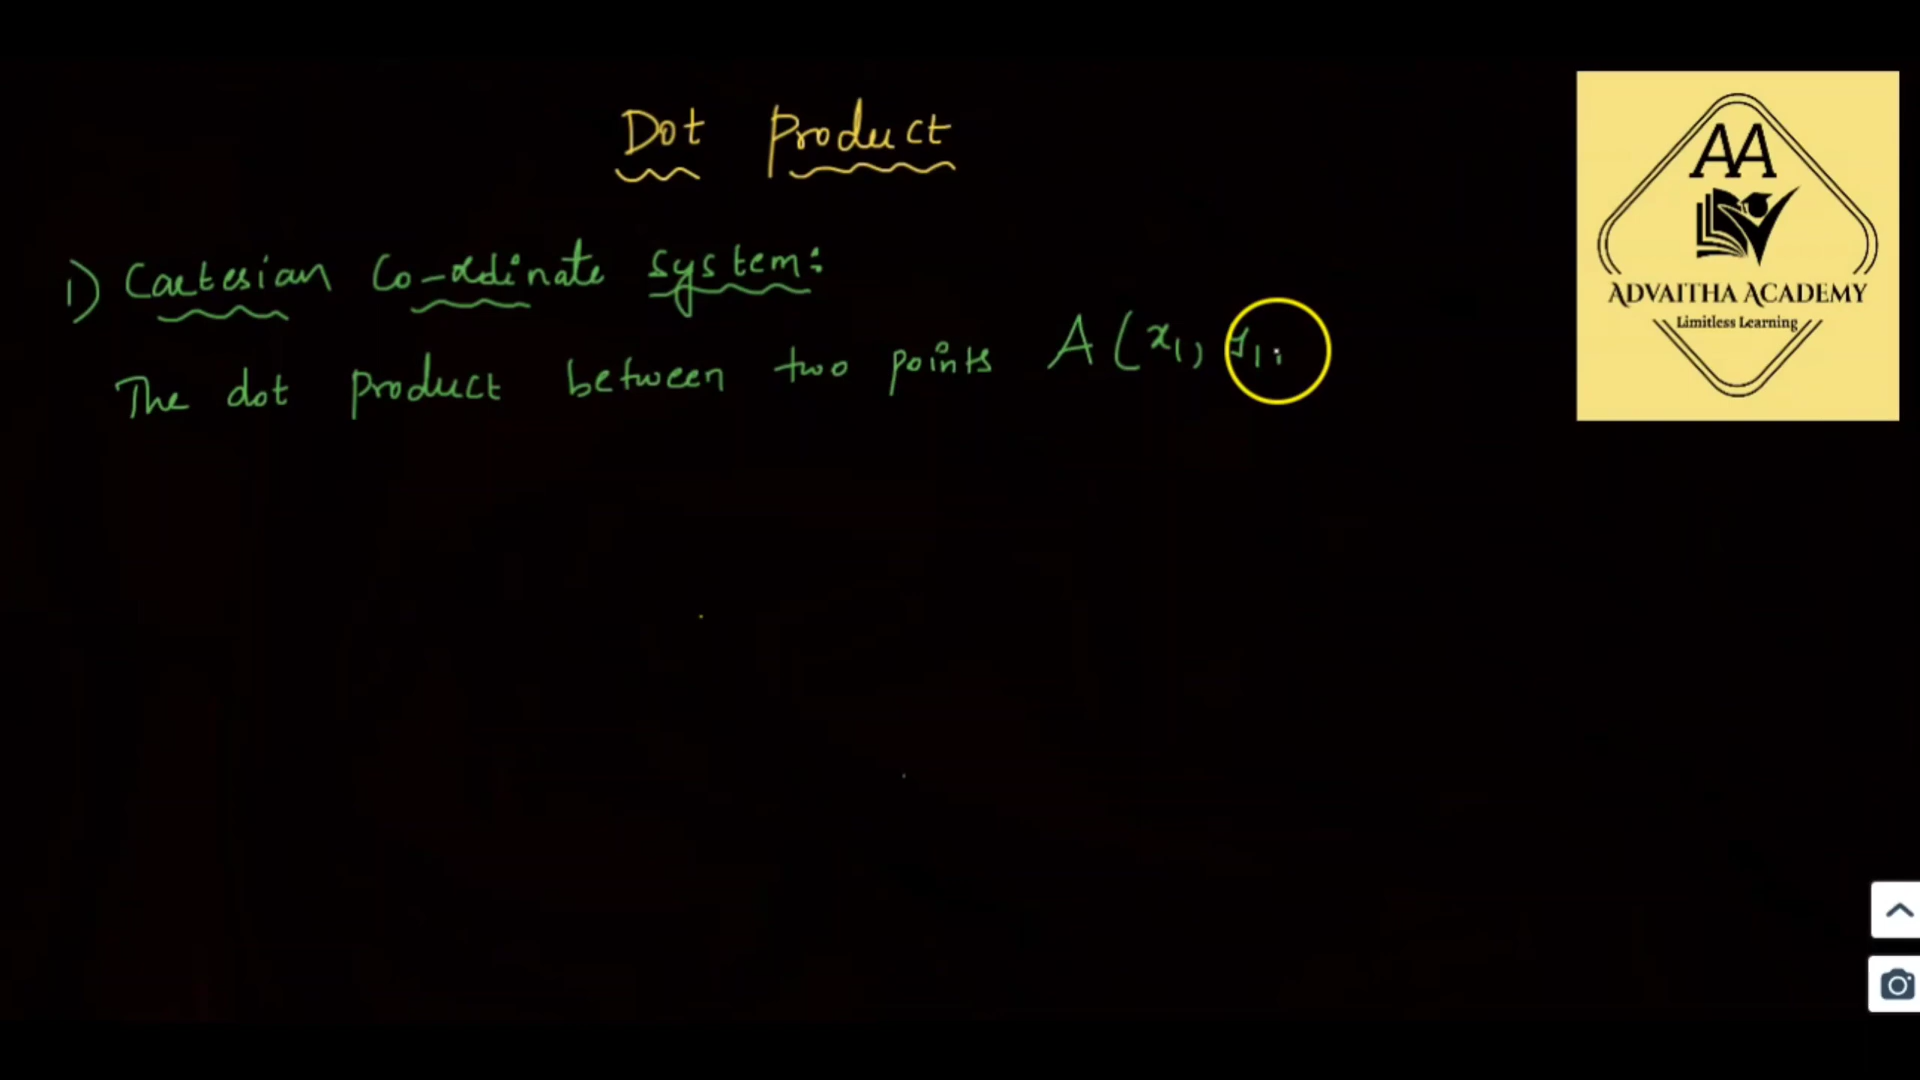 Dot Product
1) Cartesian Co-ordinate system:
The dot product between two points A(x₁, y₁,
AA
ADVAITHA ACADEMY
Limitless Learning